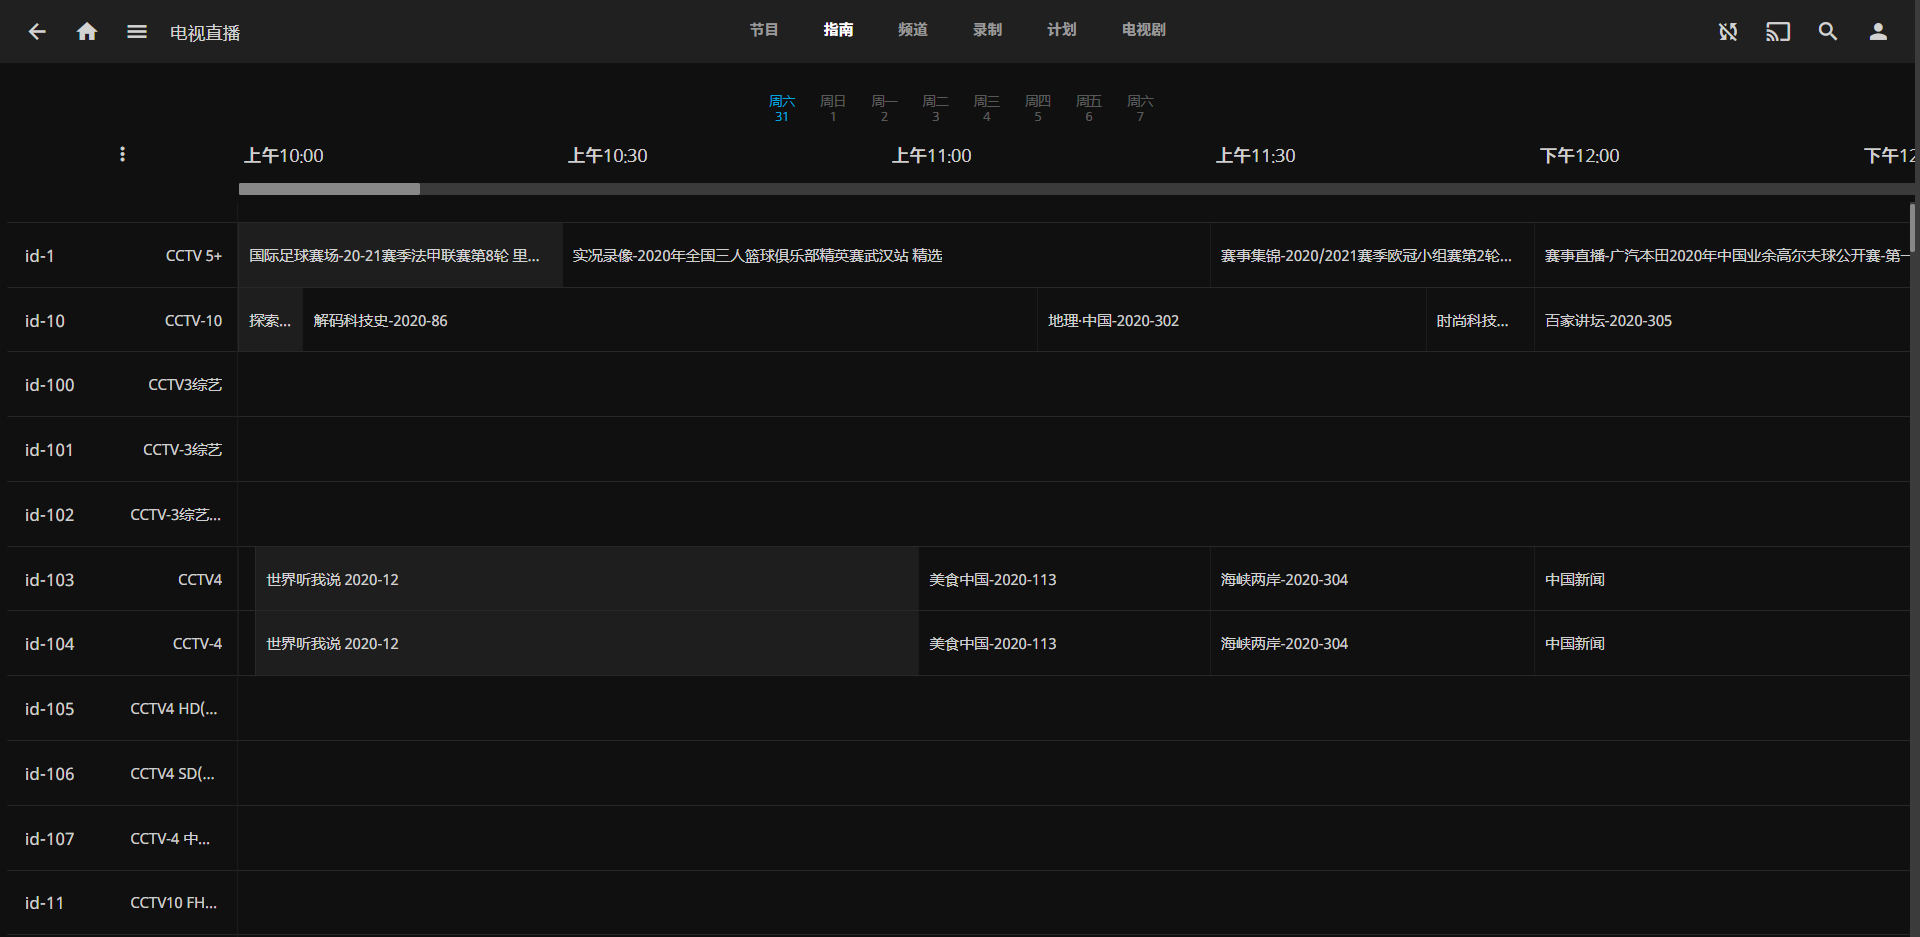 电视直播
节目 指南 频道 录制 计划 电视剧
周六 周日 周一 周二 周三 周四 周五 周六
31 1 2 3 4 5 6 7
上午10:00 上午10:30 上午11:00 上午11:30 下午12:00 下午12
id-1 CCTV 5+ 国际足球赛场-20-21赛季法甲联赛第8轮 里... 实况录像-2020年全国三人篮球俱乐部精英赛武汉站 精选 赛事集锦-2020/2021赛季欧冠小组赛第2轮... 赛事直播-广汽本田2020年中国业余高尔夫球公开赛-第一
id-10 CCTV-10 探索... 解码科技史-2020-86 地理·中国-2020-302 时尚科技... 百家讲坛-2020-305
id-100 CCTV3综艺
id-101 CCTV-3综艺
id-102 CCTV-3综艺...
id-103 CCTV4 世界听我说 2020-12 美食中国-2020-113 海峡两岸-2020-304 中国新闻
id-104 CCTV-4 世界听我说 2020-12 美食中国-2020-113 海峡两岸-2020-304 中国新闻
id-105 CCTV4 HD(...
id-106 CCTV4 SD(...
id-107 CCTV-4 中...
id-11 CCTV10 FH...